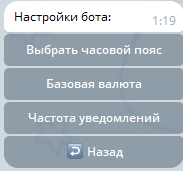 Настройки бота:
1:19
Выбрать часовой пояс
Базовая валюта
Частота уведомлений
↩ Назад